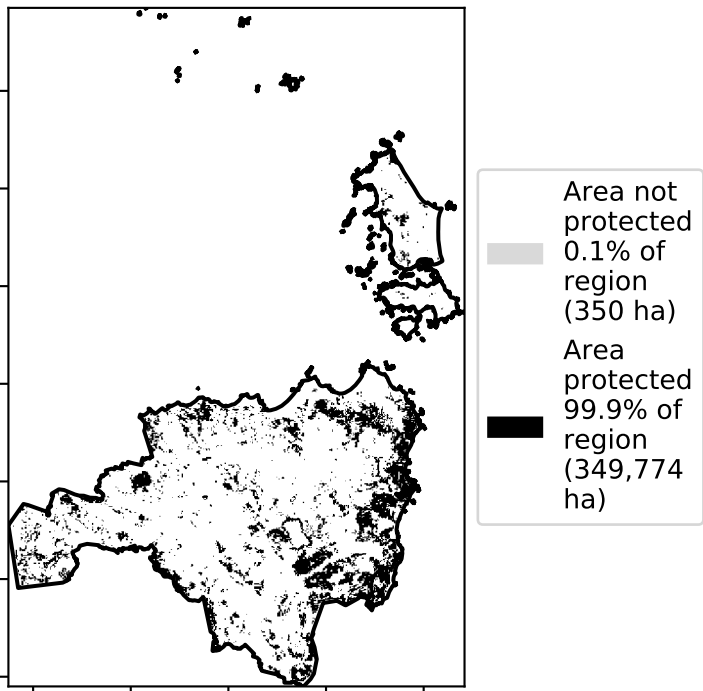 Area not
protected
0.1% of
region
(350 ha)
Area
protected
99.9% of
region
(349,774
ha)